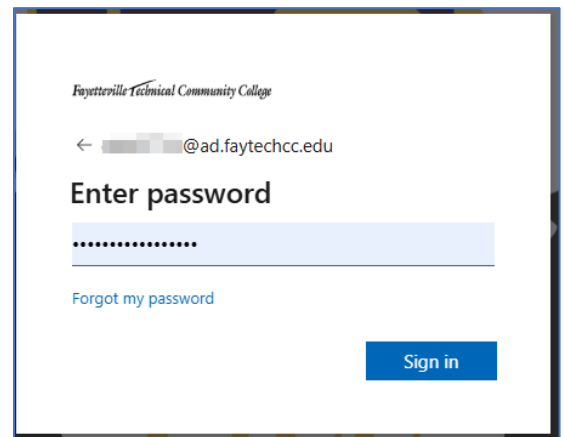 Fayetteville Technical Community College
← @ad.faytechcc.edu
Enter password
•••••••••••••••••
Forgot my password
Sign in